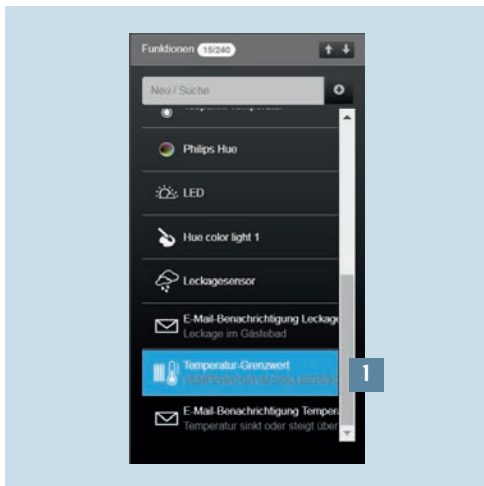 Funktionen 15/240
Neu / Suche
Philips Hue
LED
Hue color light 1
Leckagesensor
E-Mail-Benachrichtigung Leckage
Leckage im Gästebad
Temperatur-Grenzwert
1
E-Mail-Benachrichtigung Tempera
Temperatur sinkt oder steigt über